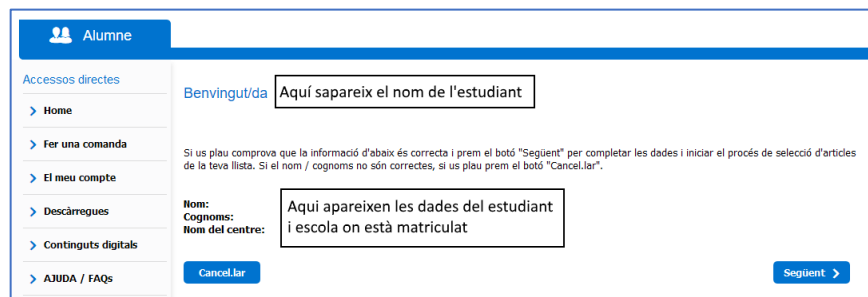 Alumne
Accessos directes
Home
Fer una comanda
El meu compte
Descàrregues
Continguts digitals
AJUDA / FAQs
Benvingut/da
Aquí sapareix el nom de l'estudiant
Si us plau comprova que la informació d'abaix és correcta i prem el botó "Següent" per completar les dades i iniciar el procés de selecció d'articles
de la teva llista. Si el nom / cognoms no són correctes, si us plau prem el botó "Cancel.lar".
Nom:
Cognoms:
Nom del centre:
Aqui apareixen les dades del estudiant
i escola on està matriculat
Cancel.lar
Següent